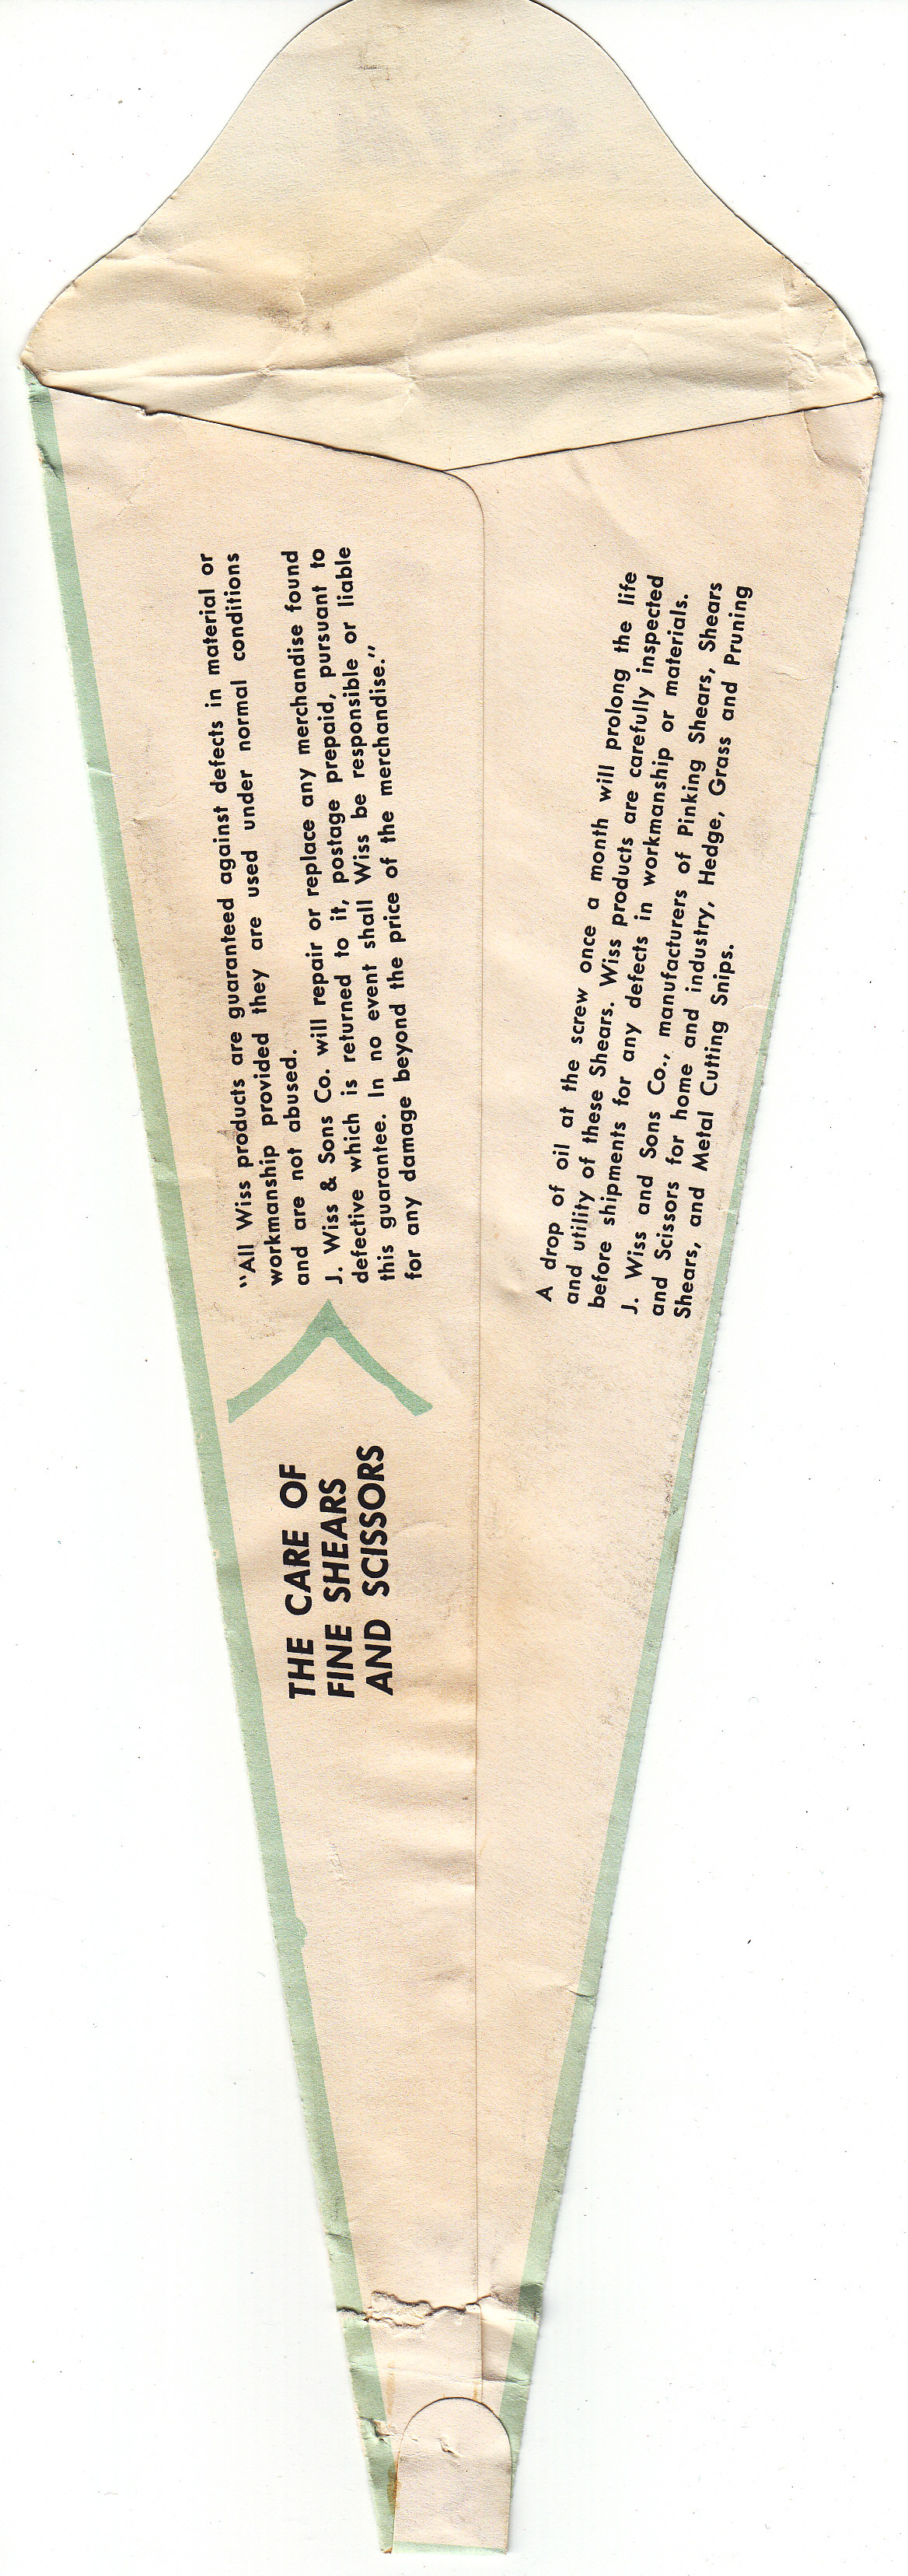 THE CARE OF
FINE SHEARS
AND SCISSORS
"All Wiss products are guaranteed against defects in material or
workmanship provided they are used under normal conditions
and are not abused.
J. Wiss & Sons Co. will repair or replace any merchandise found
defective which is returned to it, postage prepaid, pursuant to
this guarantee. In no event shall Wiss be responsible or liable
for any damage beyond the price of the merchandise."
A drop of oil at the screw once a month will prolong the life
and utility of these Shears. Wiss products are carefully inspected
before shipments for any defects in workmanship or materials.
J. Wiss and Sons Co., manufacturers of Pinking Shears, Shears
and Scissors for home and industry, Hedge, Grass and Pruning
Shears, and Metal Cutting Snips.